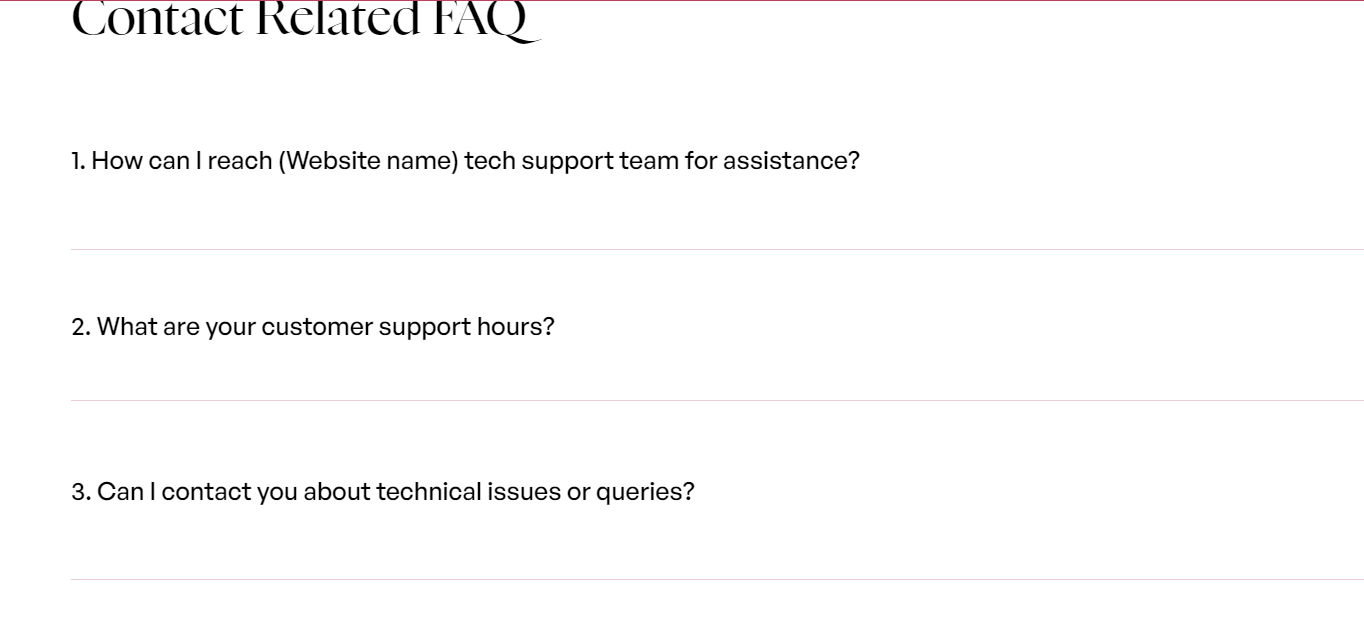 Contact Related FAQ
1. How can I reach (Website name) tech support team for assistance?
2. What are your customer support hours?
3. Can I contact you about technical issues or queries?